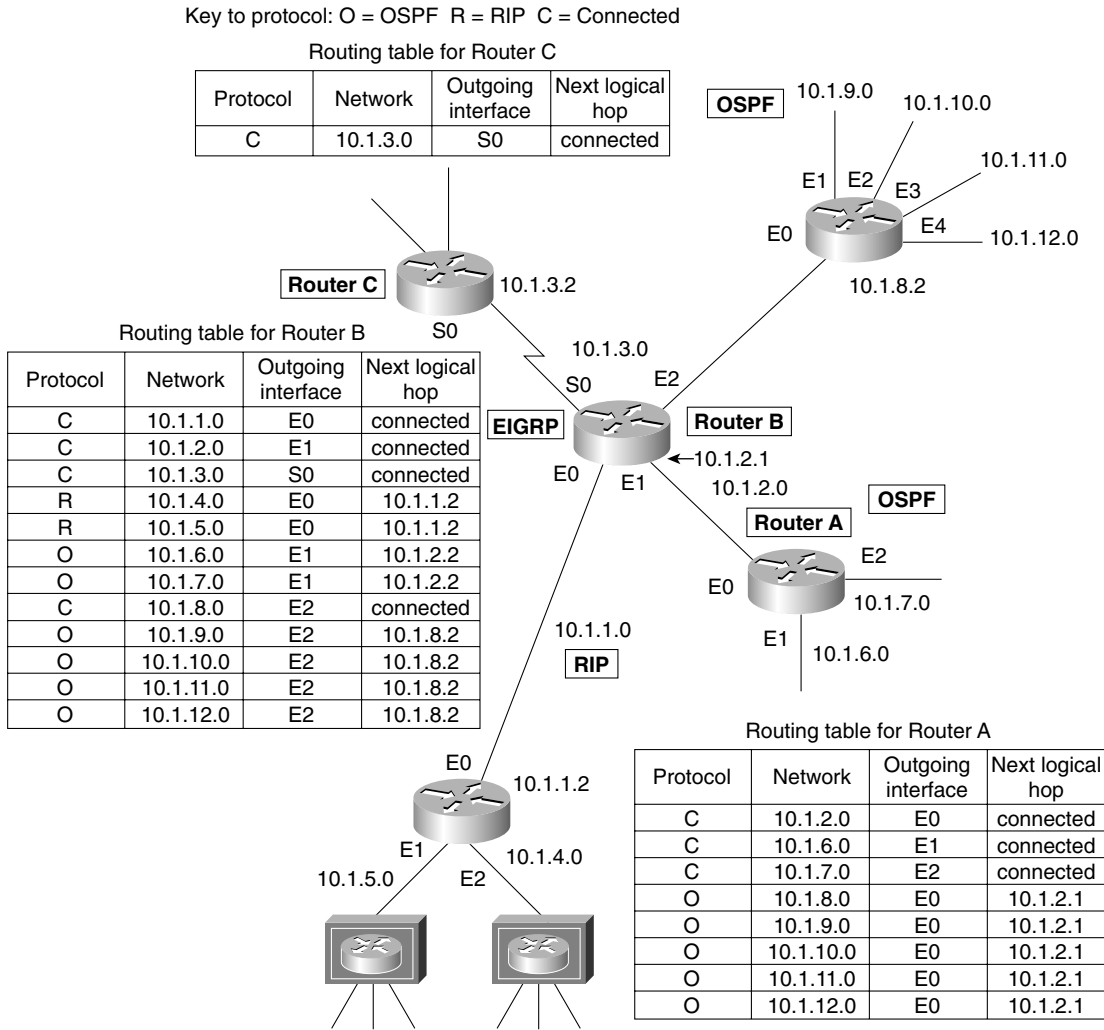 Key to protocol: O = OSPF R = RIP C = Connected
Routing table for Router C
Protocol Network Outgoing interface Next logical hop
C 10.1.3.0 S0 connected
OSPF
10.1.9.0
10.1.10.0
10.1.11.0
E1 E2 E3
E0 E4 10.1.12.0
10.1.8.2
Router C
10.1.3.2
S0
10.1.3.0
S0 E2
EIGRP
Router B
10.1.2.1
E0 E1
10.1.2.0
OSPF
Router A
E2
E0
10.1.7.0
E1
10.1.6.0
Routing table for Router B
Protocol Network Outgoing interface Next logical hop
C 10.1.1.0 E0 connected
C 10.1.2.0 E1 connected
C 10.1.3.0 S0 connected
R 10.1.4.0 E0 10.1.1.2
R 10.1.5.0 E0 10.1.1.2
O 10.1.6.0 E1 10.1.2.2
O 10.1.7.0 E1 10.1.2.2
C 10.1.8.0 E2 connected
O 10.1.9.0 E2 10.1.8.2
O 10.1.10.0 E2 10.1.8.2
O 10.1.11.0 E2 10.1.8.2
O 10.1.12.0 E2 10.1.8.2
10.1.1.0
RIP
E0
10.1.1.2
E1
10.1.4.0
10.1.5.0
E2
Routing table for Router A
Protocol Network Outgoing interface Next logical hop
C 10.1.2.0 E0 connected
C 10.1.6.0 E1 connected
C 10.1.7.0 E2 connected
O 10.1.8.0 E0 10.1.2.1
O 10.1.9.0 E0 10.1.2.1
O 10.1.10.0 E0 10.1.2.1
O 10.1.11.0 E0 10.1.2.1
O 10.1.12.0 E0 10.1.2.1